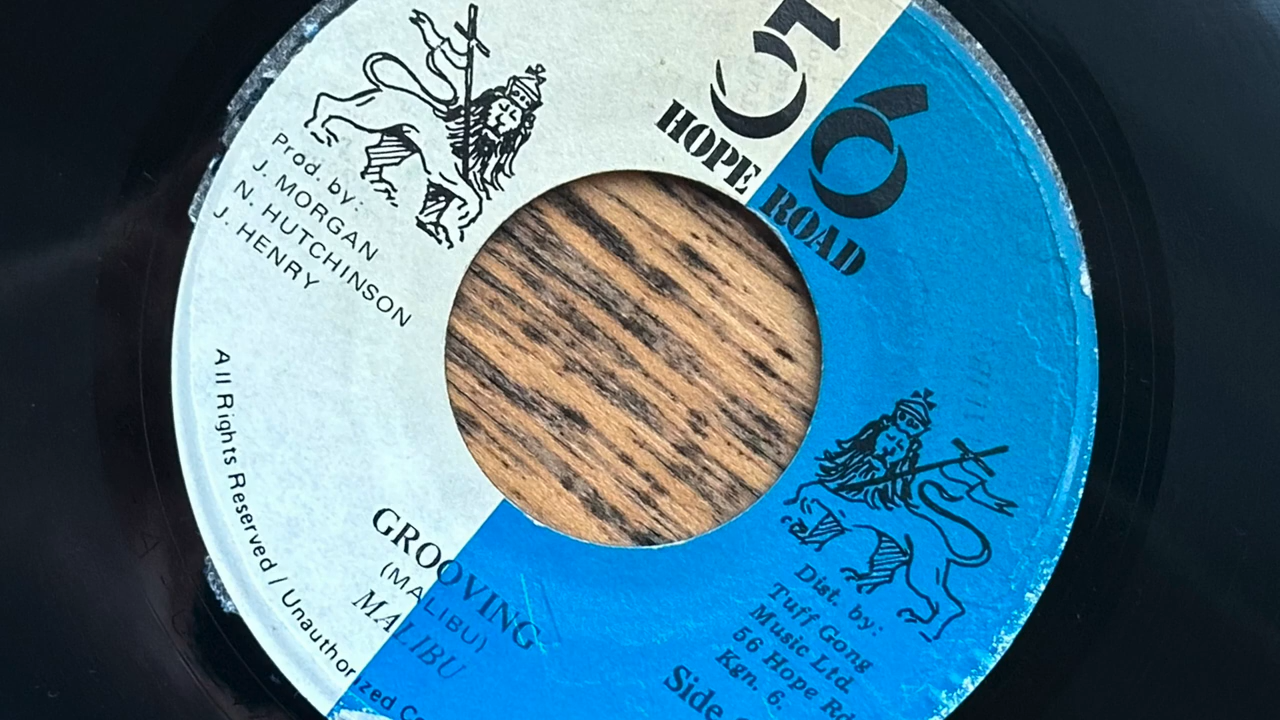 56
HOPE ROAD
Prod. by:
J. MORGAN
N. HUTCHINSON
J. HENRY
All Rights Reserved / Unauthorized
GROOVING
(MALIBU)
MALIBU
Dist. by:
Tuff Gong
Music Ltd.
56 Hope Rd
Kgn. 6.
Side